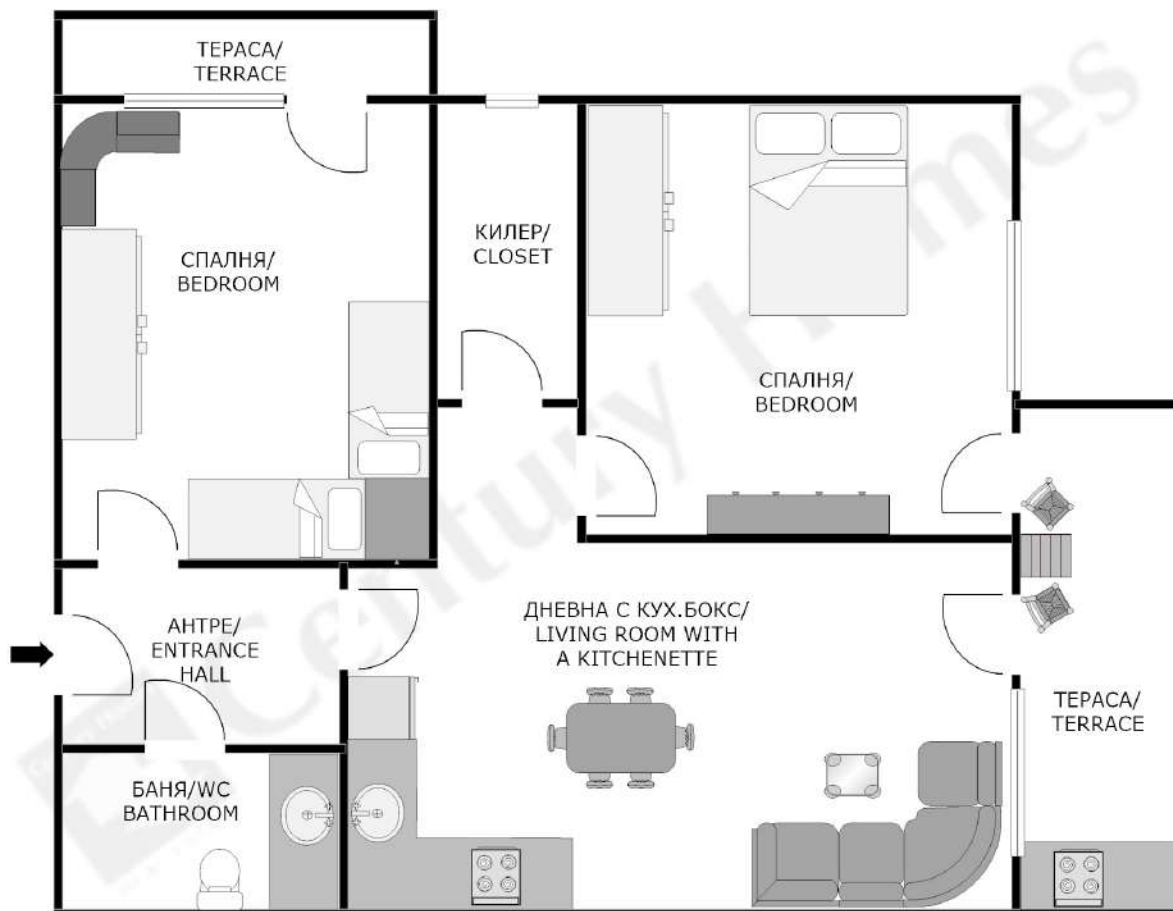 ТЕРАСА/
TERRACE
КИЛЕР/
CLOSET
СПАЛНЯ/
BEDROOM
СПАЛНЯ/
BEDROOM
ДНЕВНА С КУХ.БОКС/
LIVING ROOM WITH
A KITCHENETTE
АНТРЕ/
ENTRANCE
HALL
ТЕРАСА/
TERRACE
БАНЯ/WC
BATHROOM
Century Homes